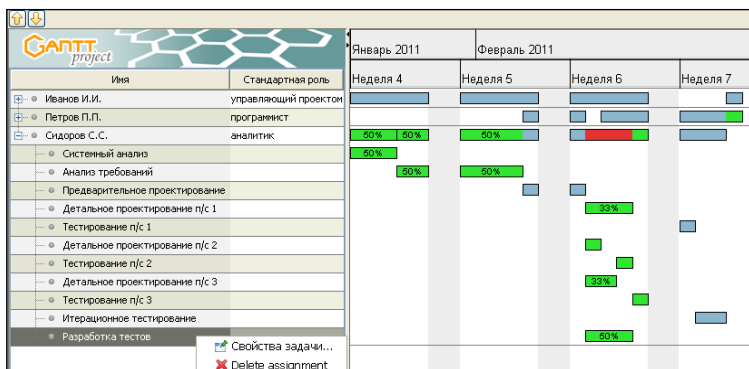 GANTT
project
Январь 2011
Февраль 2011
Имя
Стандартная роль
Неделя 4
Неделя 5
Неделя 6
Неделя 7
Иванов И.И.
управляющий проектом
Петров П.П.
программист
Сидоров С.С.
аналитик
50% 50% 50%
Системный анализ
50%
Анализ требований
50% 50%
Предварительное проектирование
Детальное проектирование п/с 1
33%
Тестирование п/с 1
Детальное проектирование п/с 2
Тестирование п/с 2
Детальное проектирование п/с 3
33%
Тестирование п/с 3
Итерационное тестирование
Разработка тестов
50%
Свойства задачи...
Delete assignment